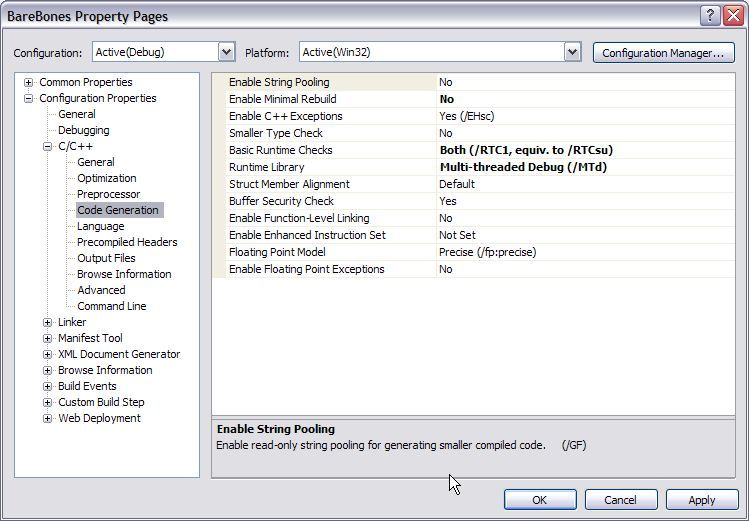 BareBones Property Pages
Configuration: Active(Debug) Platform: Active(Win32) Configuration Manager...
Common Properties
Configuration Properties
General
Debugging
C/C++
General
Optimization
Preprocessor
Code Generation
Language
Precompiled Headers
Output Files
Browse Information
Advanced
Command Line
Linker
Manifest Tool
XML Document Generator
Browse Information
Build Events
Custom Build Step
Web Deployment
Enable String Pooling No
Enable Minimal Rebuild No
Enable C++ Exceptions Yes (/EHsc)
Smaller Type Check No
Basic Runtime Checks Both (/RTC1, equiv. to /RTCsu)
Runtime Library Multi-threaded Debug (/MTd)
Struct Member Alignment Default
Buffer Security Check Yes
Enable Function-Level Linking No
Enable Enhanced Instruction Set Not Set
Floating Point Model Precise (/fp:precise)
Enable Floating Point Exceptions No
Enable String Pooling
Enable read-only string pooling for generating smaller compiled code. (/GF)
OK Cancel Apply